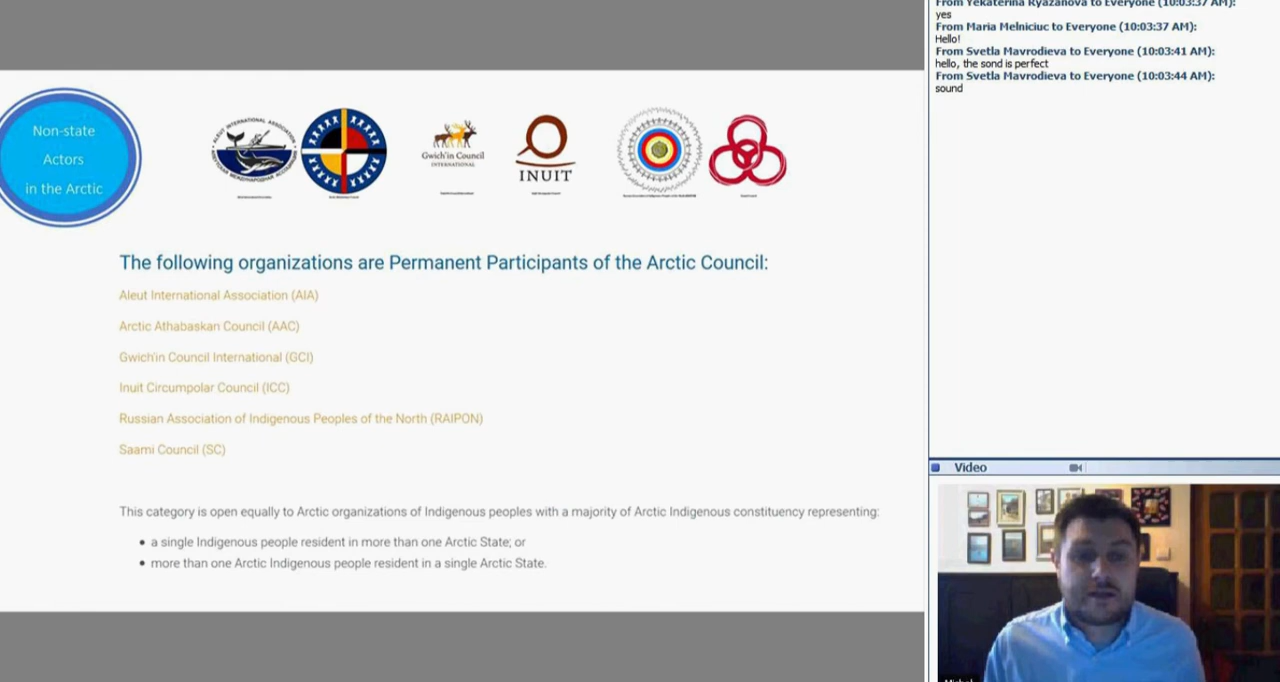 Non-state
Actors
in the Arctic
ALEUT INTERNATIONAL ASSOCIATION
Gwich'in Council
INTERNATIONAL
INUIT
The following organizations are Permanent Participants of the Arctic Council:
Aleut International Association (AIA)
Arctic Athabaskan Council (AAC)
Gwich'in Council International (GCI)
Inuit Circumpolar Council (ICC)
Russian Association of Indigenous Peoples of the North (RAIPON)
Saami Council (SC)
This category is open equally to Arctic organizations of Indigenous peoples with a majority of Arctic Indigenous constituency representing:
• a single Indigenous people resident in more than one Arctic State; or
• more than one Arctic Indigenous people resident in a single Arctic State.
From Yekaterina Ryazanova to Everyone (10:03:37 AM):
yes
From Maria Melniciuc to Everyone (10:03:37 AM):
Hello!
From Svetla Mavrodieva to Everyone (10:03:41 AM):
hello, the sond is perfect
From Svetla Mavrodieva to Everyone (10:03:44 AM):
sound
Video